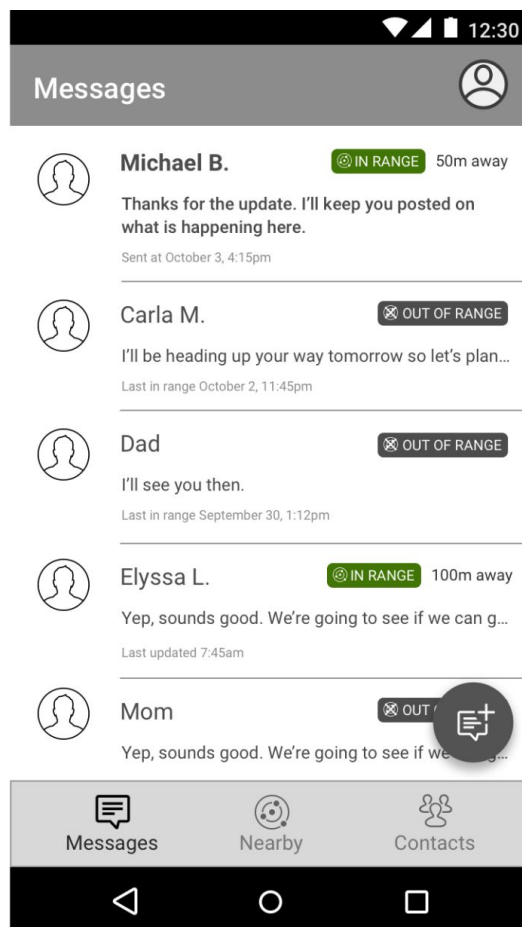 12:30
Messages
Michael B. IN RANGE 50m away
Thanks for the update. I’ll keep you posted on
what is happening here.
Sent at October 3, 4:15pm
Carla M. OUT OF RANGE
I’ll be heading up your way tomorrow so let’s plan…
Last in range October 2, 11:45pm
Dad OUT OF RANGE
I’ll see you then.
Last in range September 30, 1:12pm
Elyssa L. IN RANGE 100m away
Yep, sounds good. We’re going to see if we can g…
Last updated 7:45am
Mom OUT
Yep, sounds good. We’re going to see if
Messages Nearby Contacts